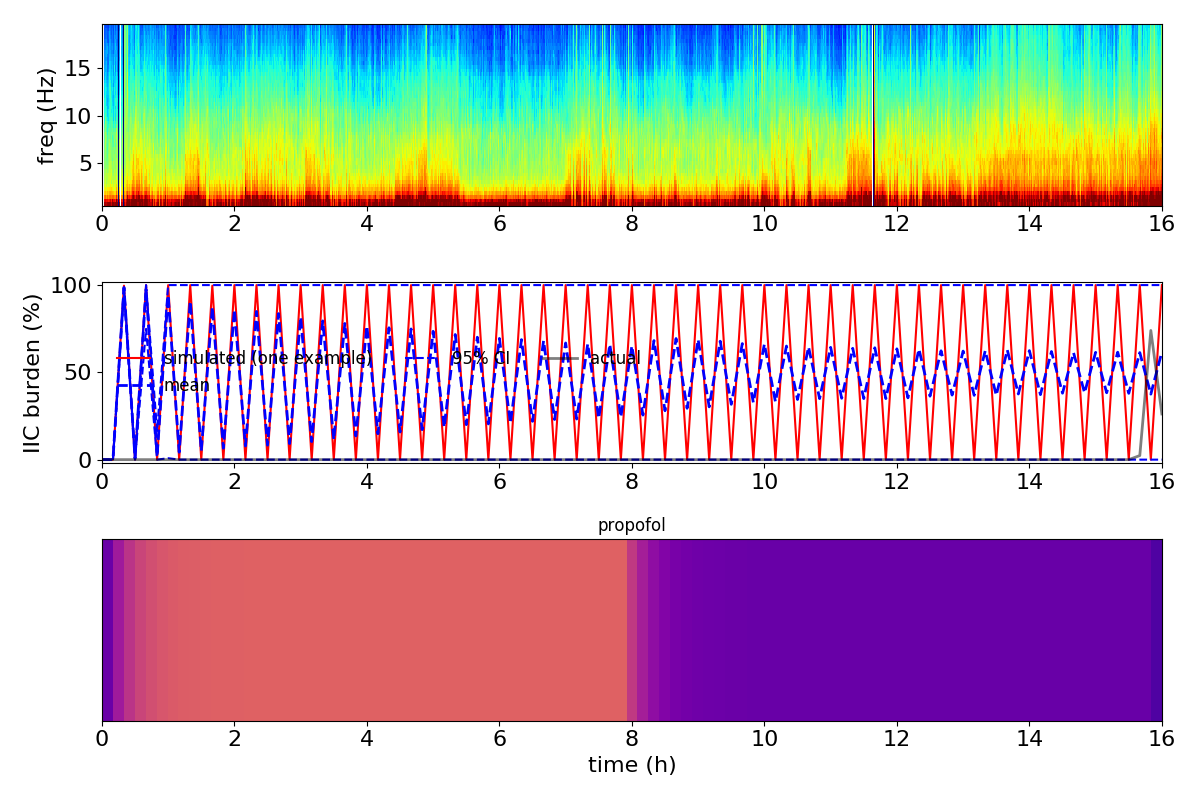 freq (Hz)
15
10
5
0 2 4 6 8 10 12 14 16
IIC burden (%)
100
50
0
simulated (one example) 95% CI actual
mean
0 2 4 6 8 10 12 14 16
propofol
0 2 4 6 8 10 12 14 16
time (h)